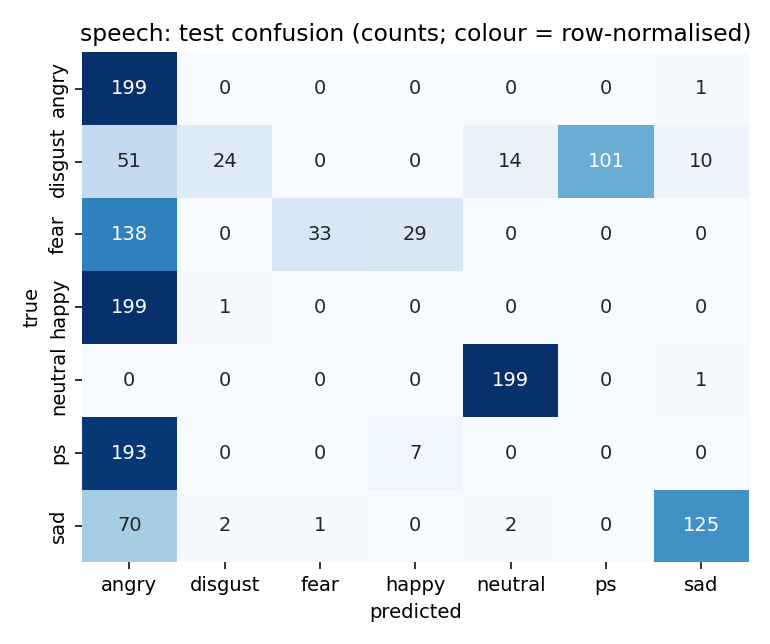 speech: test confusion (counts; colour = row-normalised)
angry 199 0 0 0 0 0 1
disgust 51 24 0 0 14 101 10
fear 138 0 33 29 0 0 0
happy 199 1 0 0 0 0 0
neutral 0 0 0 0 199 0 1
ps 193 0 0 7 0 0 0
sad 70 2 1 0 2 0 125
true
angry disgust fear happy neutral ps sad
predicted